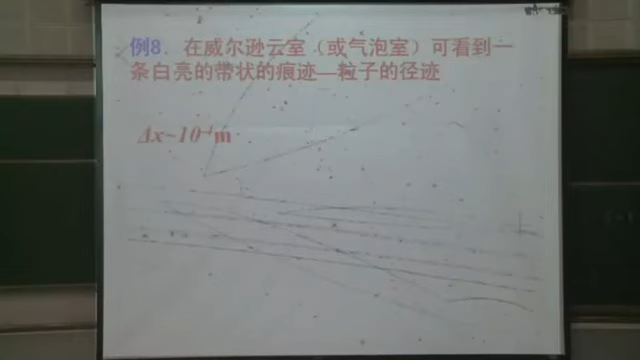 例8. 在威尔逊云室（或气泡室）可看到一
条白亮的带状的痕迹—粒子的径迹
Δx~10⁻⁴m